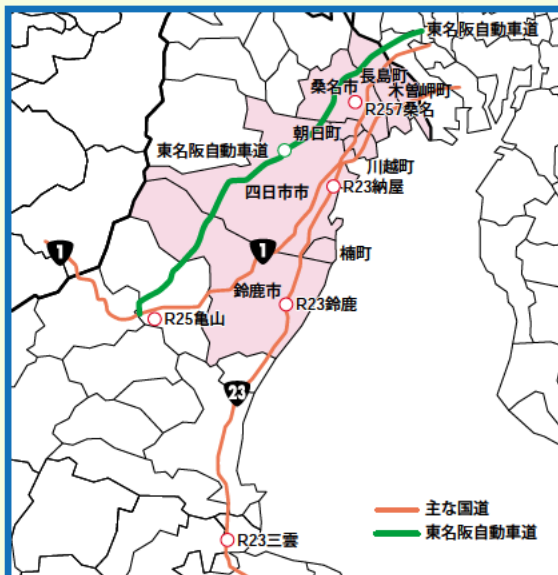 東名阪自動車道
長島町
桑名市
木曽岬町
R257桑名
朝日町
東名阪自動車道
川越町
R23納屋
四日市市
1
1
楠町
鈴鹿市
R23鈴鹿
R25亀山
23
主な国道
東名阪自動車道
R23三雲